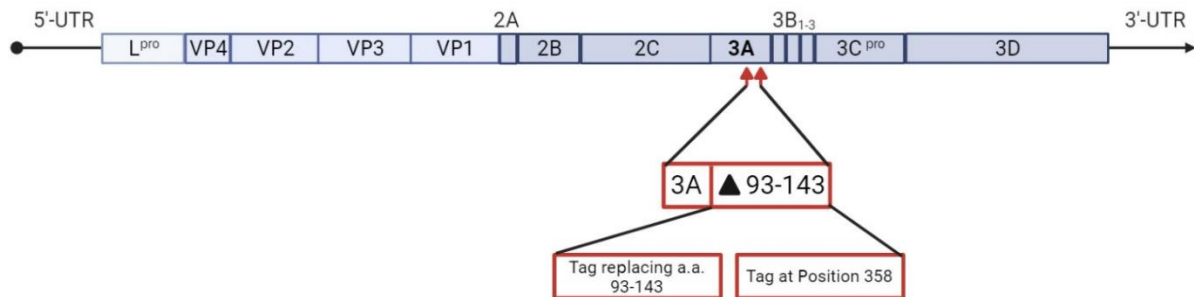 5'-UTR 2A 3B1-3 3'-UTR
Lpro VP4 VP2 VP3 VP1 2B 2C 3A 3C pro 3D
3A ▲ 93-143
Tag replacing a.a.
93-143
Tag at Position 358